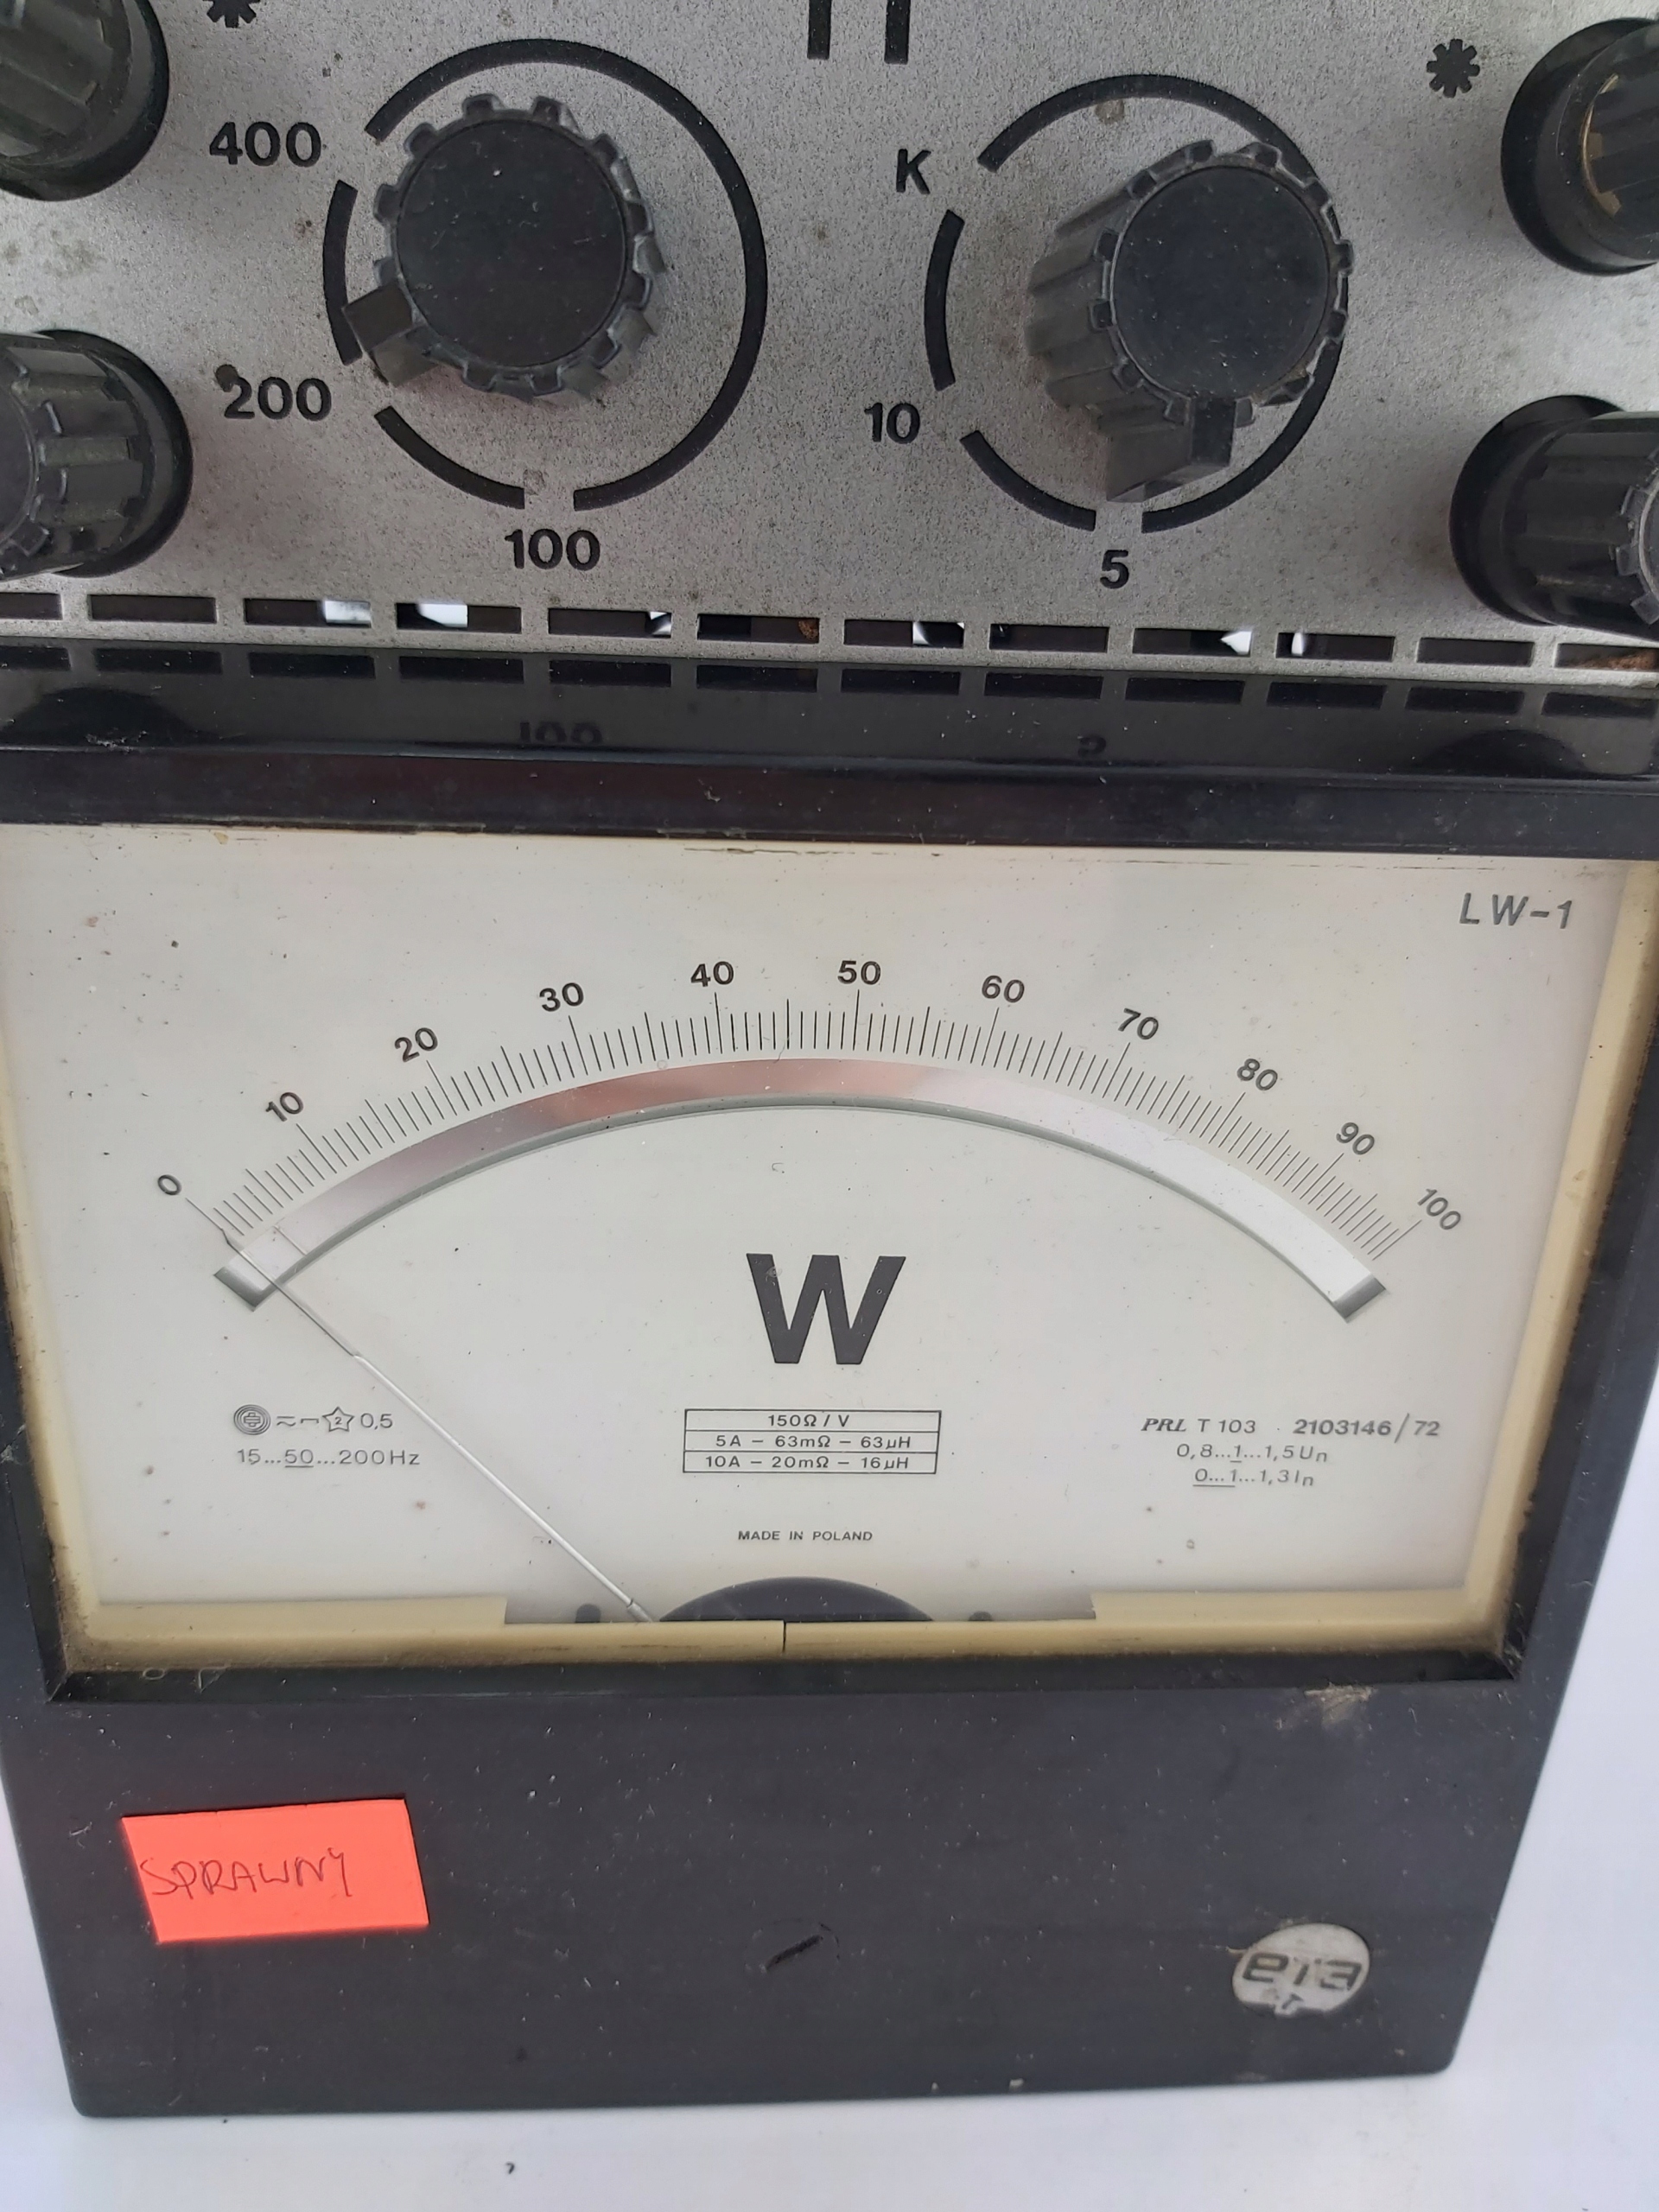 *
*
400
K
200
10
100
5
LW-1
0 10 20 30 40 50 60 70 80 90 100
W
2 0,5
15...50...200Hz
150Ω/V
5A – 63mΩ – 63μH
10A – 20mΩ – 16μH
PRL T 103 2103146/72
0,8...1...1,5Un
0...1...1,3In
MADE IN POLAND
SPRAWNY
era